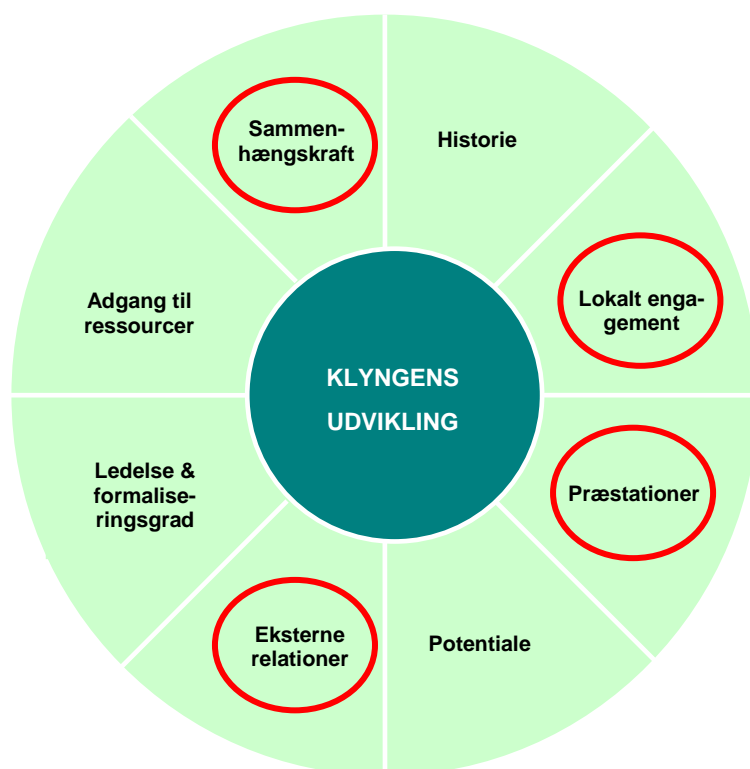 Sammen-
hængskraft
Historie
Adgang til
ressourcer
Lokalt enga-
gement
KLYNGENS
UDVIKLING
Ledelse &
formalise-
ringsgrad
Præstationer
Eksterne
relationer
Potentiale